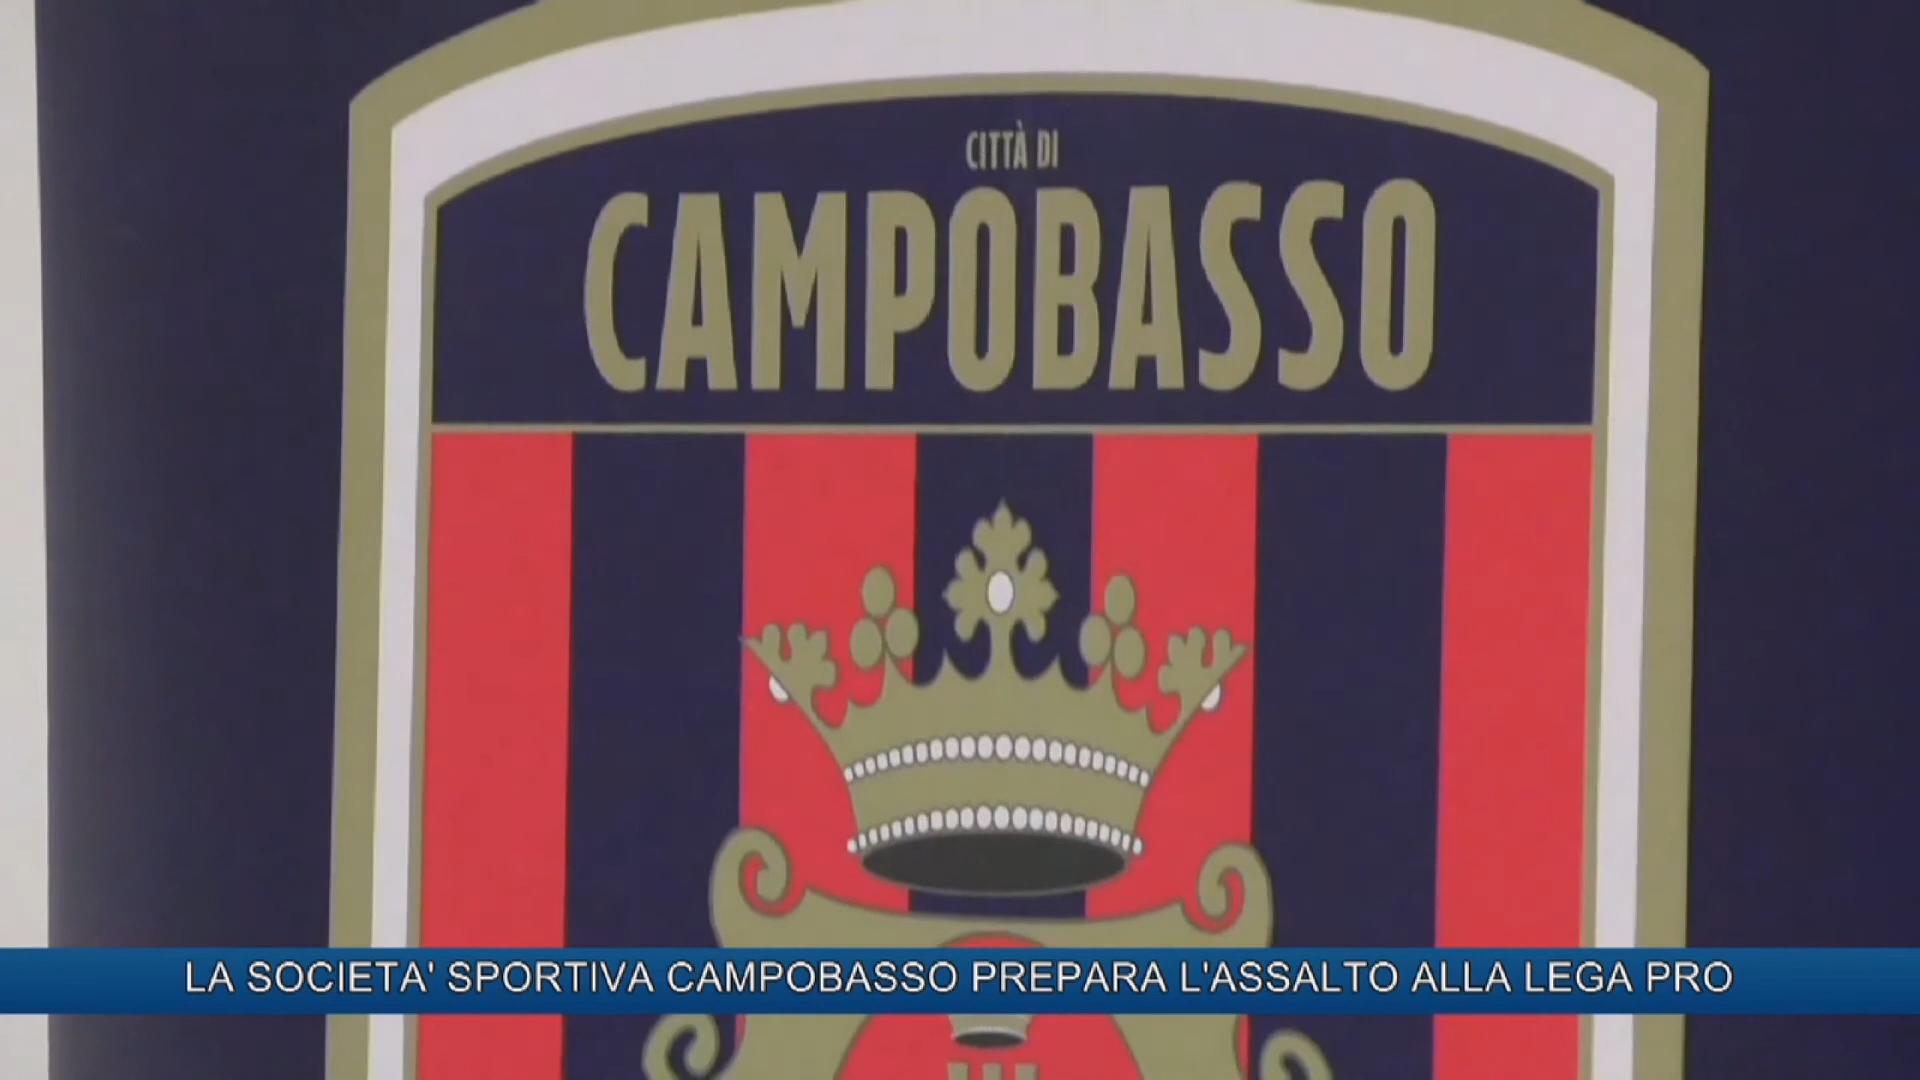 CITTÀ DI
CAMPOBASSO
LA SOCIETA' SPORTIVA CAMPOBASSO PREPARA L'ASSALTO ALLA LEGA PRO